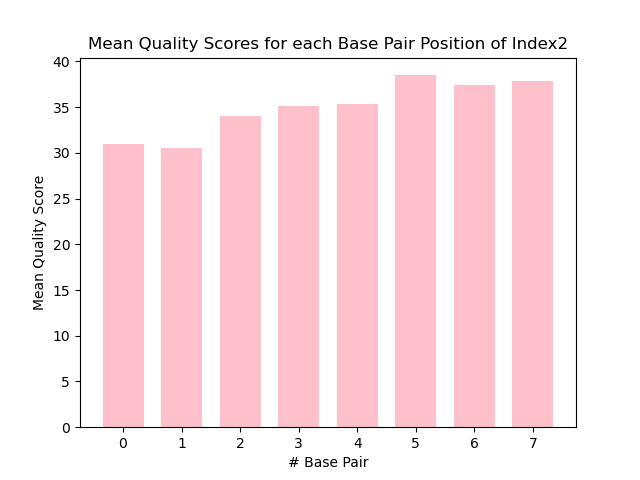 Mean Quality Scores for each Base Pair Position of Index2
40
35
30
25
20
15
10
5
0
Mean Quality Score
0 1 2 3 4 5 6 7
# Base Pair